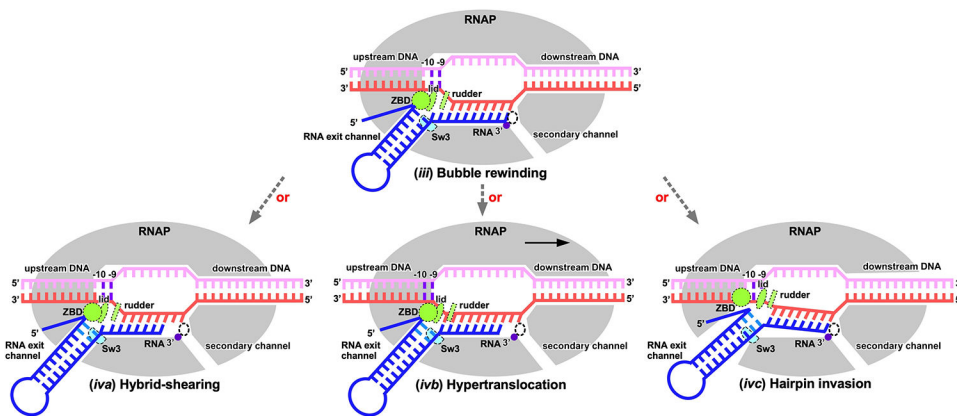 RNAP
upstream DNA
-10 -9
downstream DNA
5'
3'
3'
5'
lid
rudder
ZBD
5'
RNA exit channel
Sw3
RNA 3'
secondary channel
(iii) Bubble rewinding
or
or
or
RNAP
upstream DNA
-10 -9
downstream DNA
5'
3'
3'
5'
lid
rudder
ZBD
5'
RNA exit
channel
Sw3
RNA 3'
secondary channel
(iva) Hybrid-shearing
RNAP
upstream DNA
-10 -9
downstream DNA
5'
3'
3'
5'
lid
rudder
ZBD
5'
RNA exit
channel
Sw3
RNA 3'
secondary channel
(ivb) Hypertranslocation
RNAP
upstream DNA
-10 -9
downstream DNA
5'
3'
3'
5'
lid
rudder
ZBD
5'
RNA exit
channel
Sw3
RNA 3'
secondary channel
(ivc) Hairpin invasion